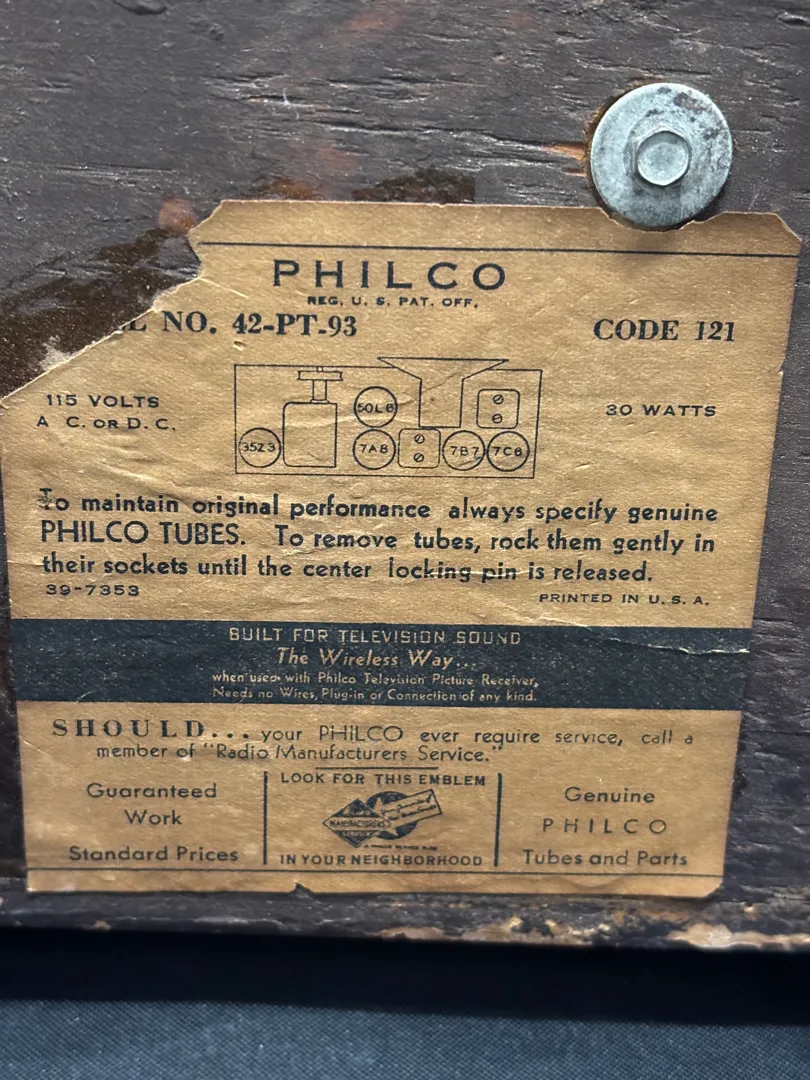 PHILCO
REG. U. S. PAT. OFF.
L NO. 42-PT-93
CODE 121
115 VOLTS
A C. OR D. C.
30 WATTS
50L6
35Z3
7A8
7B7
7C6
To maintain original performance always specify genuine
PHILCO TUBES. To remove tubes, rock them gently in
their sockets until the center locking pin is released.
39-7353
PRINTED IN U. S. A.
BUILT FOR TELEVISION SOUND
The Wireless Way...
when used with Philco Television Picture Receiver,
Needs no Wires, Plug-in or Connection of any kind.
SHOULD... your PHILCO ever require service, call a
member of "Radio Manufacturers Service."
Guaranteed
Work
Standard Prices
LOOK FOR THIS EMBLEM
MANUFACTURERS
SERVICE
IN YOUR NEIGHBORHOOD
Genuine
PHILCO
Tubes and Parts